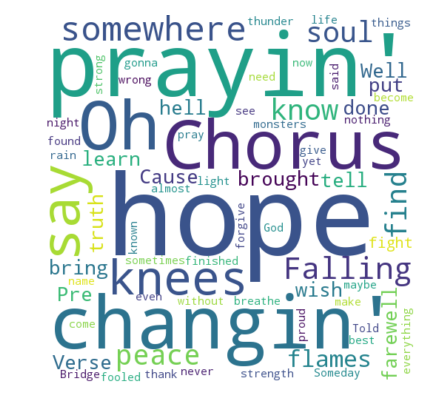 somewhere
thunder
life
soul
things
prayin'
strong
gonna
wrong
need
now
said
Well
put
become
hell
Oh
know
done
night
Chorus
see
monsters
nothing
found
rain
learn
pray
give
yet
say
Cause
brought
tell
find
almost
light
truth
hope
known
forgive
God
fight
bring
sometimes
finished
knees
Falling
Pre
name
even
without
breathe
wish
maybe
make
farewell
everything
come
changin'
proud
Told
best
Verse
peace
flames
Bridge
fooled
thank
never
strength
Someday